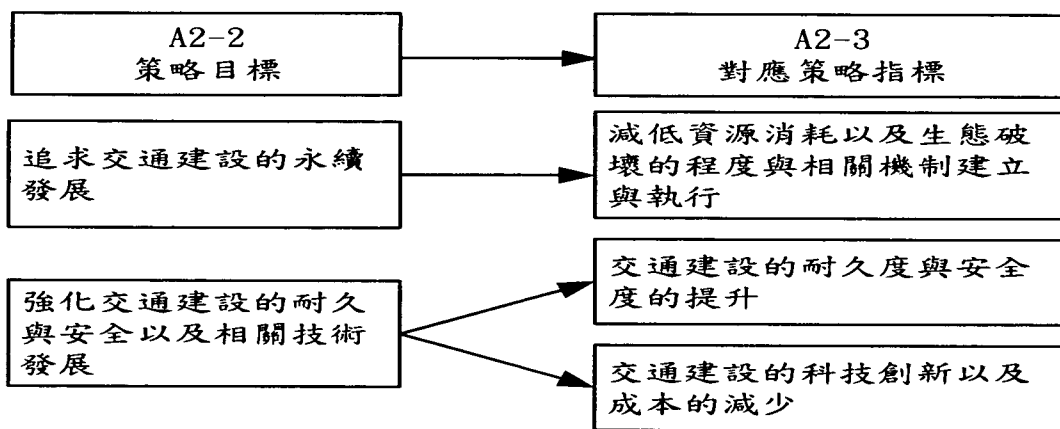 A2-2
策略目標
A2-3
對應策略指標
追求交通建設的永續
發展
減低資源消耗以及生態破
壞的程度與相關機制建立
與執行
強化交通建設的耐久
與安全以及相關技術
發展
交通建設的耐久度與安全
度的提升
交通建設的科技創新以及
成本的減少